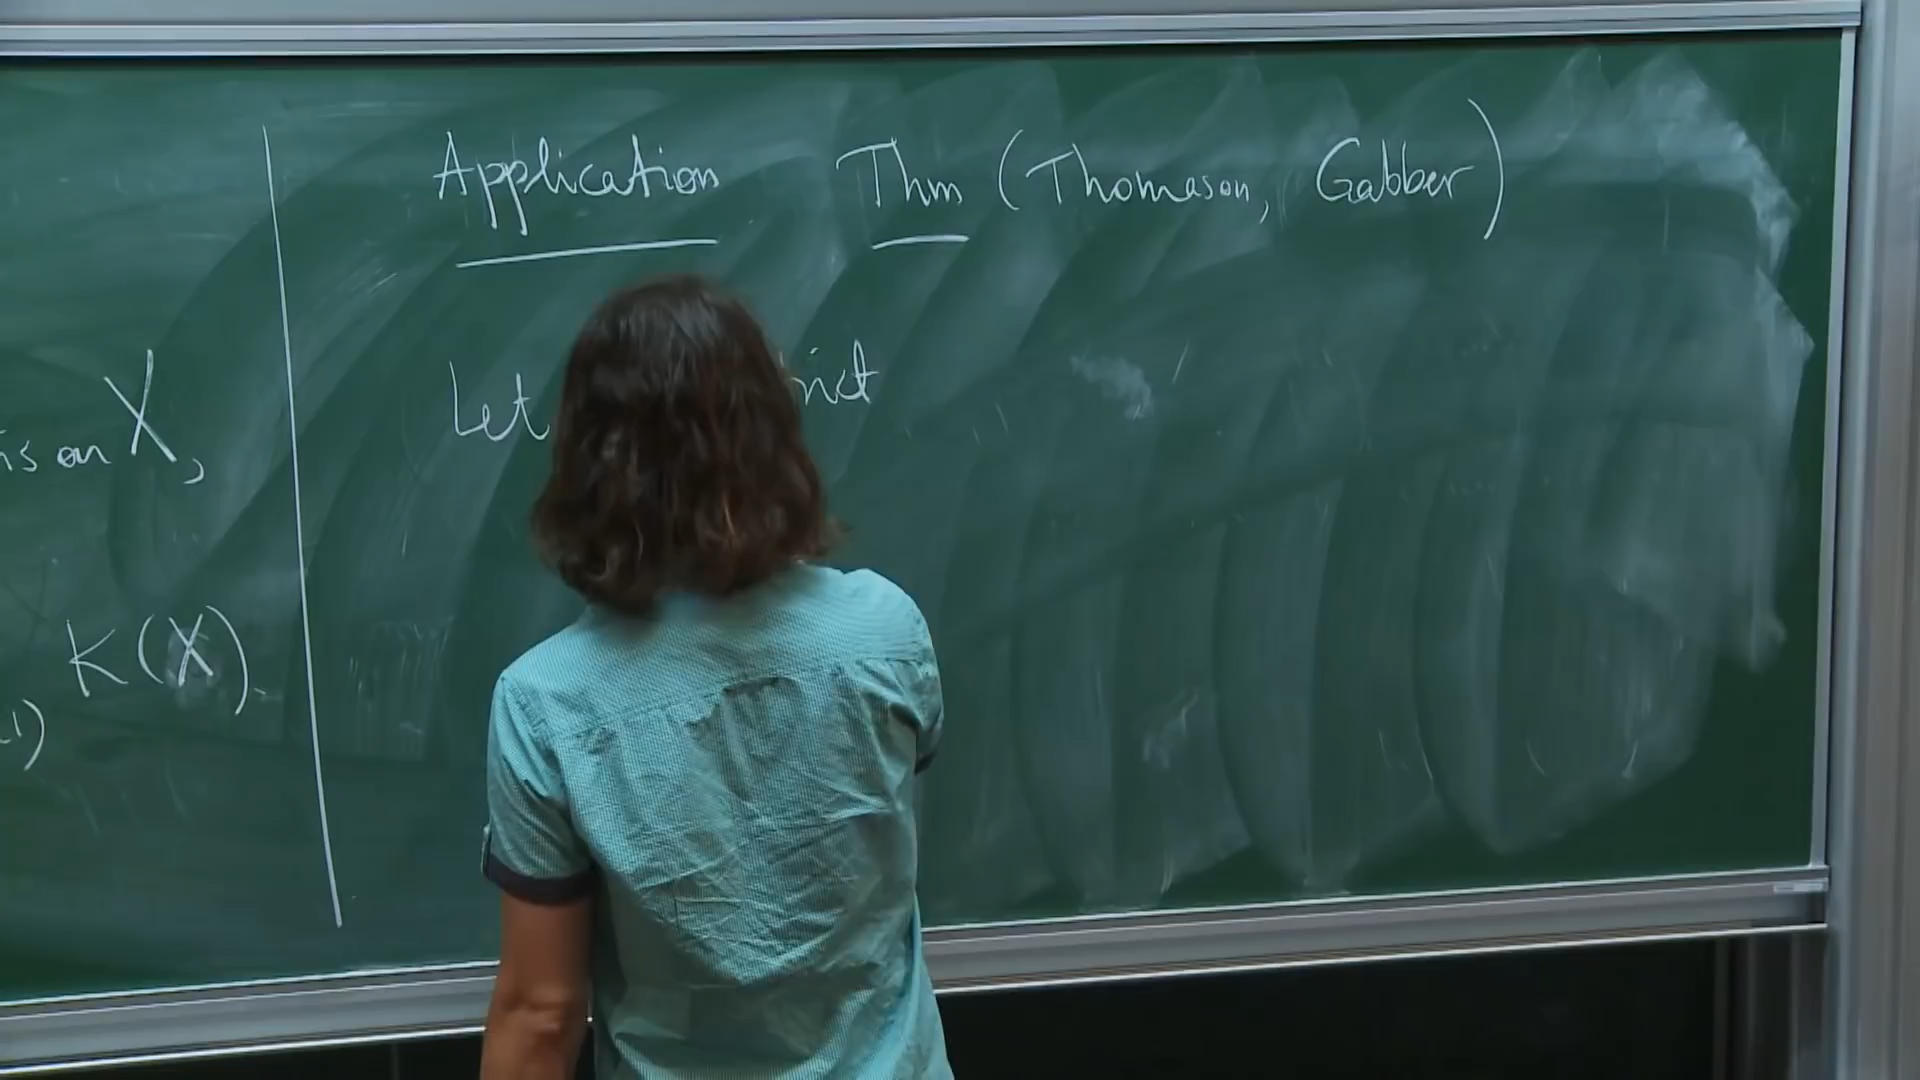 is on X,
K(X).
Application Thm (Thomason, Gabber)
Let